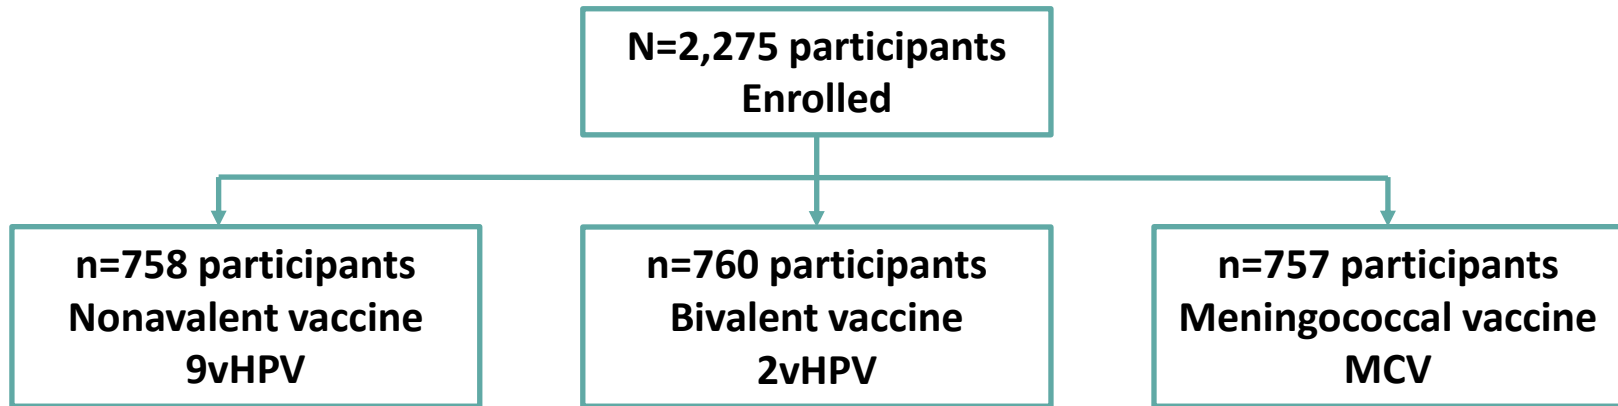 N=2,275 participants
Enrolled
n=758 participants
Nonavalent vaccine
9vHPV
n=760 participants
Bivalent vaccine
2vHPV
n=757 participants
Meningococcal vaccine
MCV